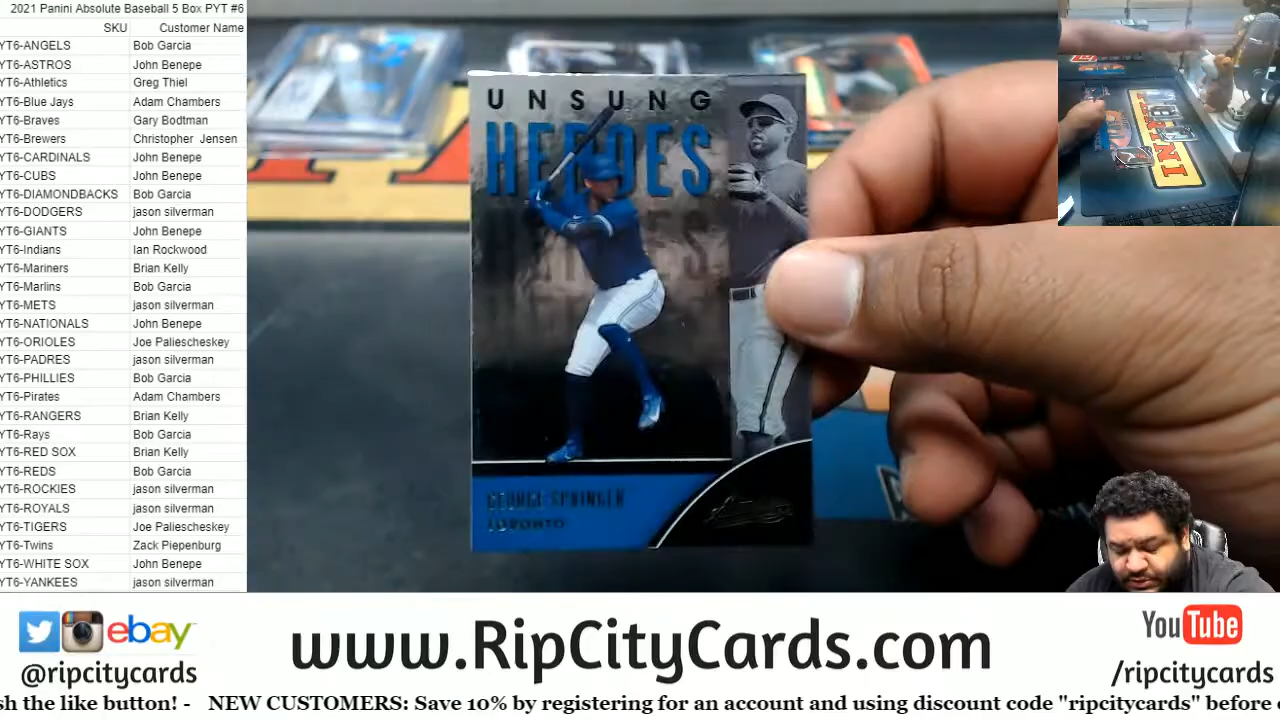 2021 Panini Absolute Baseball 5 Box PYT #6
SKU Customer Name
YT6-ANGELS Bob Garcia
YT6-ASTROS John Benepe
YT6-Athletics Greg Thiel
YT6-Blue Jays Adam Chambers
YT6-Braves Gary Bodtman
YT6-Brewers Christopher Jensen
YT6-CARDINALS John Benepe
YT6-CUBS John Benepe
YT6-DIAMONDBACKS Bob Garcia
YT6-DODGERS jason silverman
YT6-GIANTS John Benepe
YT6-Indians Ian Rockwood
YT6-Mariners Brian Kelly
YT6-Marlins Bob Garcia
YT6-METS jason silverman
YT6-NATIONALS John Benepe
YT6-ORIOLES Joe Paliescheskey
YT6-PADRES jason silverman
YT6-PHILLIES Bob Garcia
YT6-Pirates Adam Chambers
YT6-RANGERS Brian Kelly
YT6-Rays Bob Garcia
YT6-RED SOX Brian Kelly
YT6-REDS Bob Garcia
YT6-ROCKIES jason silverman
YT6-ROYALS jason silverman
YT6-TIGERS Joe Paliescheskey
YT6-Twins Zack Piepenburg
YT6-WHITE SOX John Benepe
YT6-YANKEES jason silverman
UNSUNG
HEROES
GEORGE SPRINGER
TORONTO
ebay
@ripcitycards
www.RipCityCards.com
YouTube
/ripcitycards
sh the like button! - NEW CUSTOMERS: Save 10% by registering for an account and using discount code "ripcitycards" before